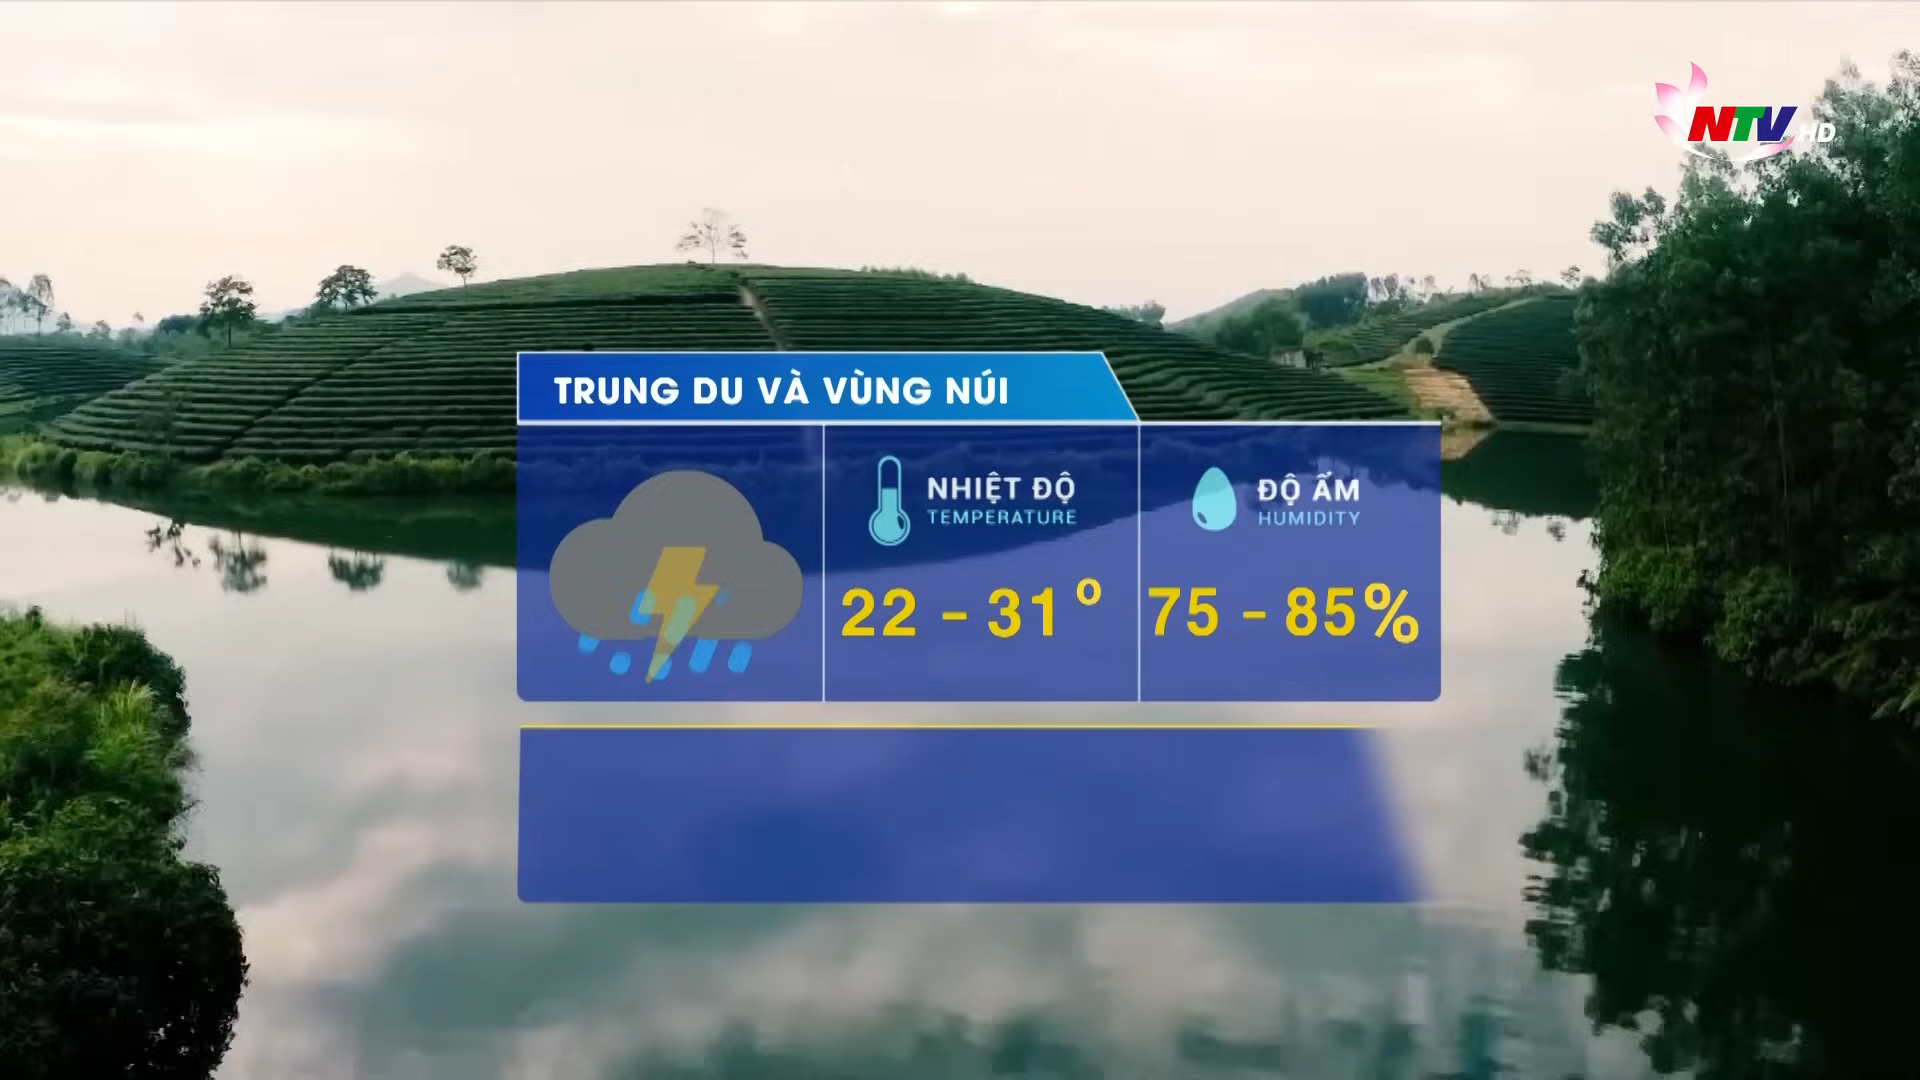 NTV HD
TRUNG DU VÀ VÙNG NÚI
NHIỆT ĐỘ
TEMPERATURE
ĐỘ ẨM
HUMIDITY
22 - 31°
75 - 85%